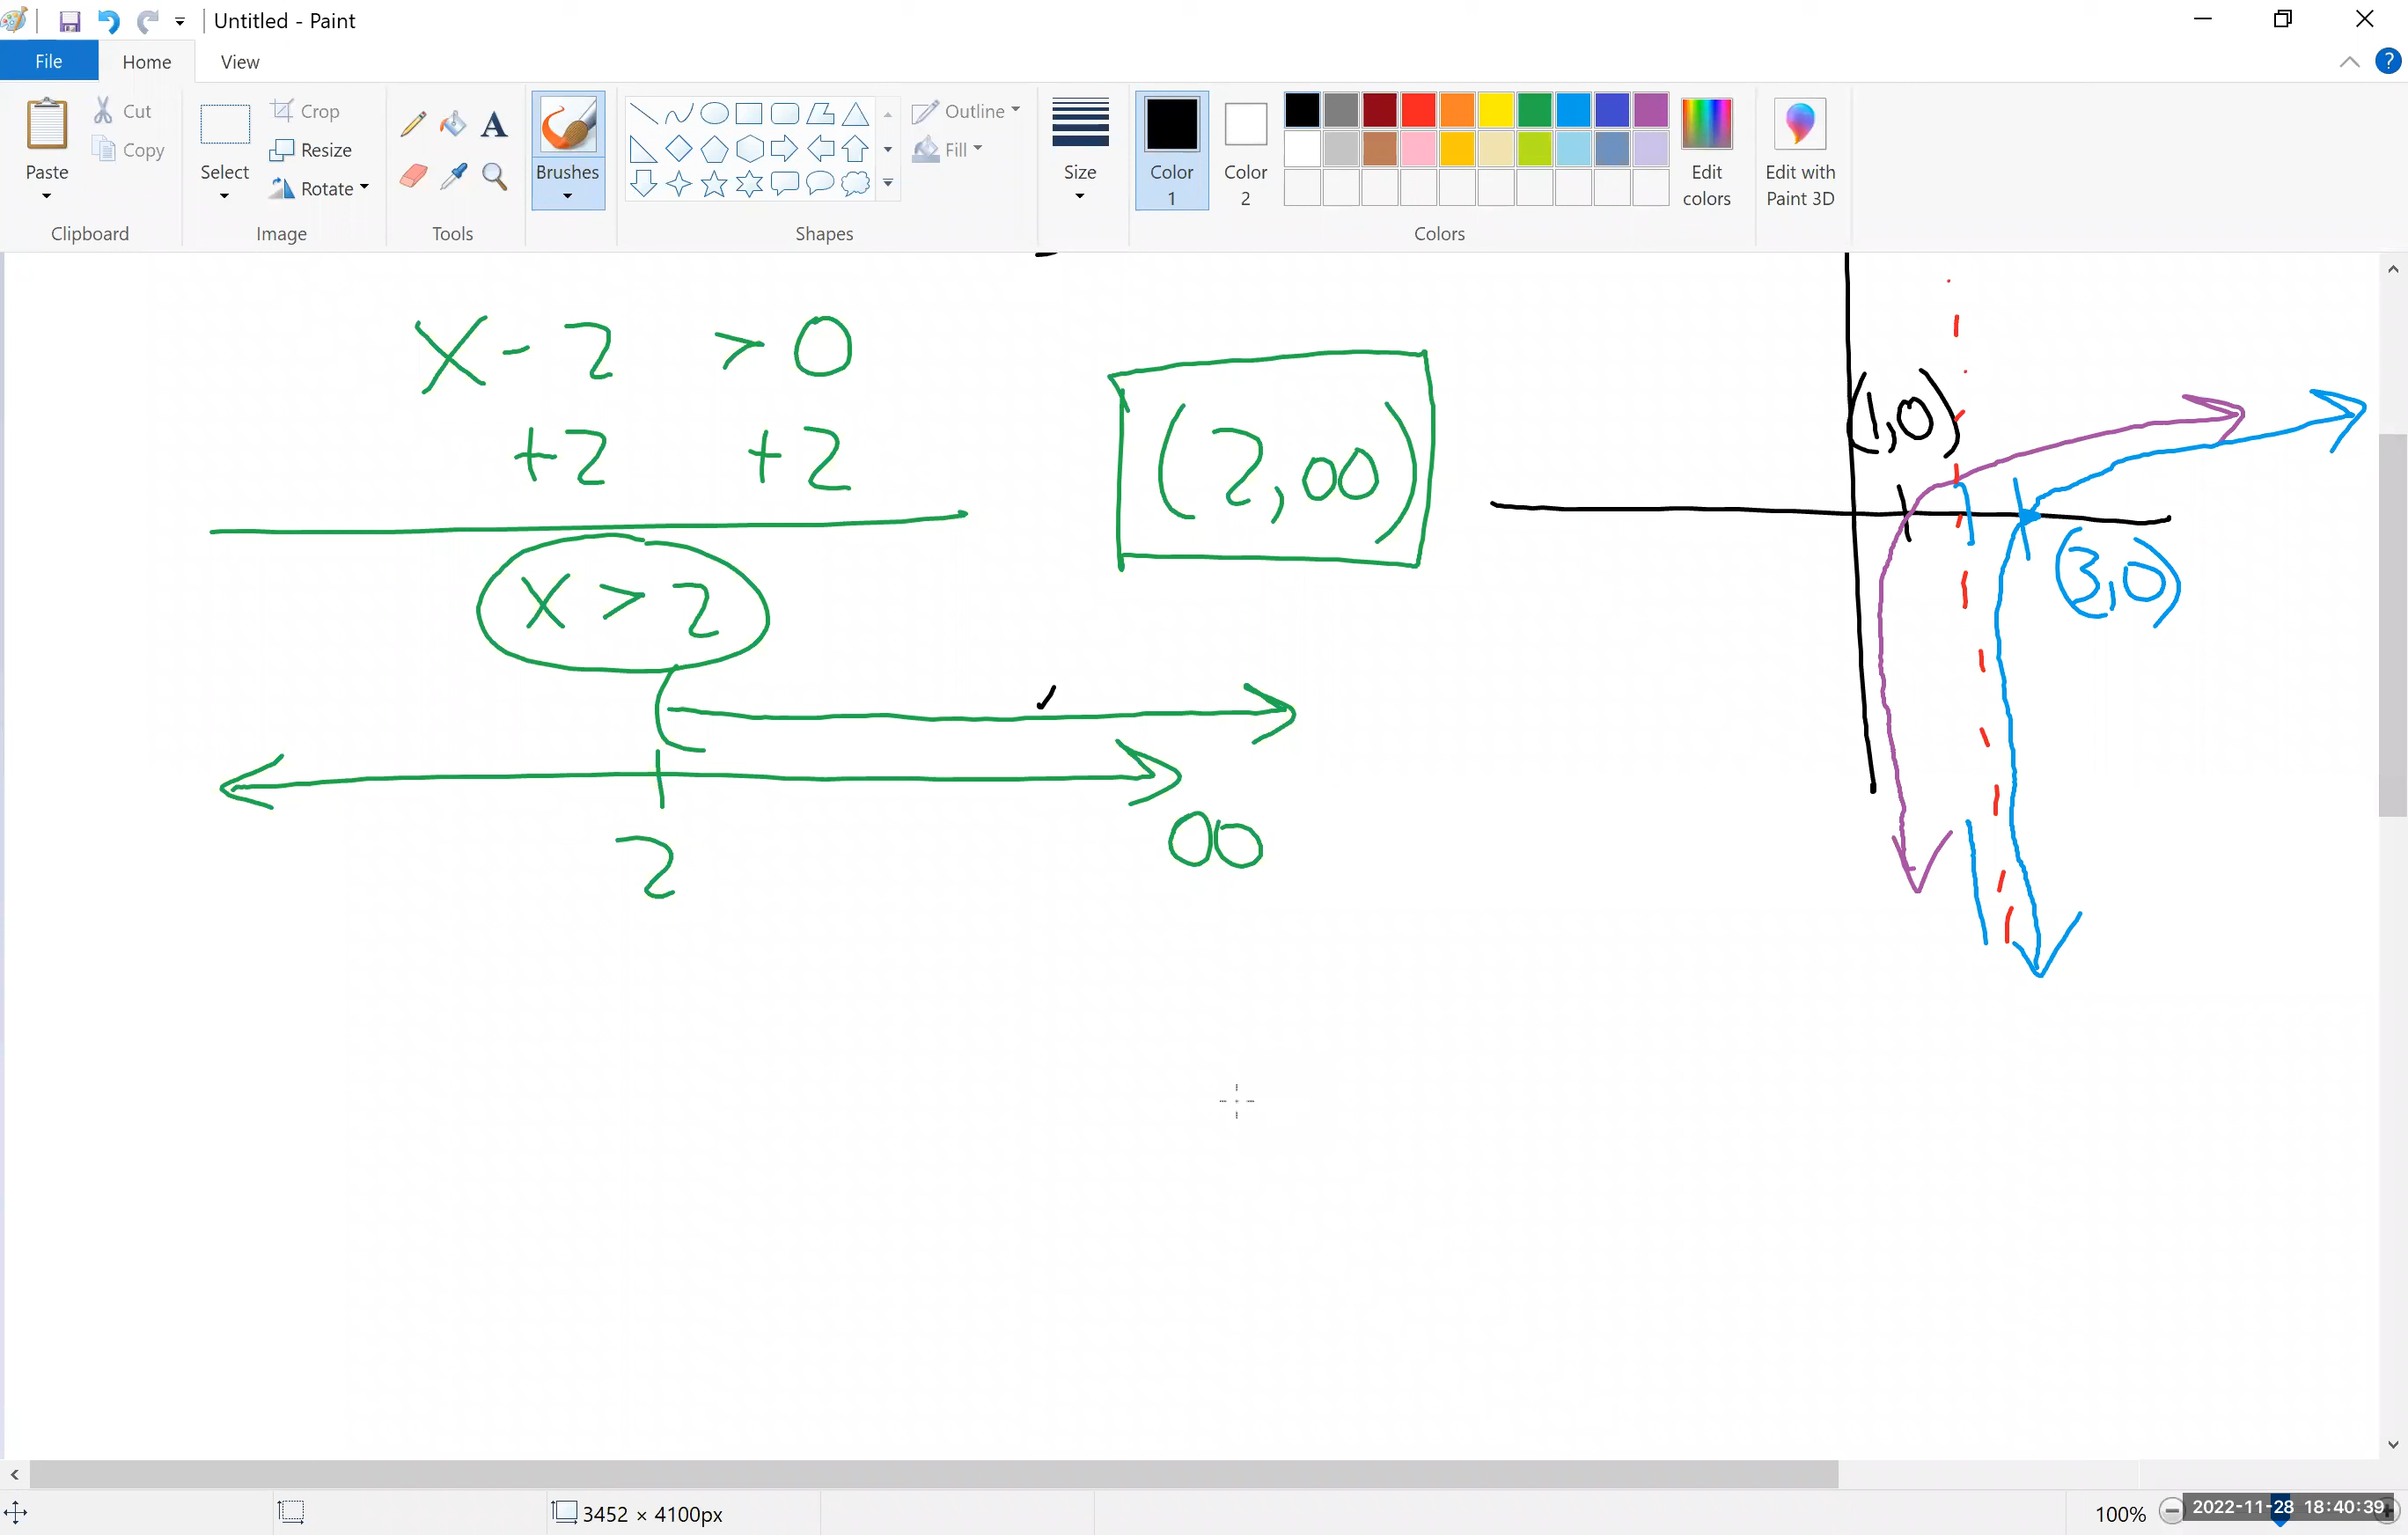 Untitled - Paint
File Home View
Paste Cut Copy Select Crop Resize Rotate Brushes Outline Fill Size Color 1 Color 2 Edit colors Edit with Paint 3D
Clipboard Image Tools Shapes Colors
x - 2 > 0
+2 +2
(2,∞)
x > 2
2
∞
(1,0)
(3,0)
3452 × 4100px
100%
2022-11-28 18:40:39